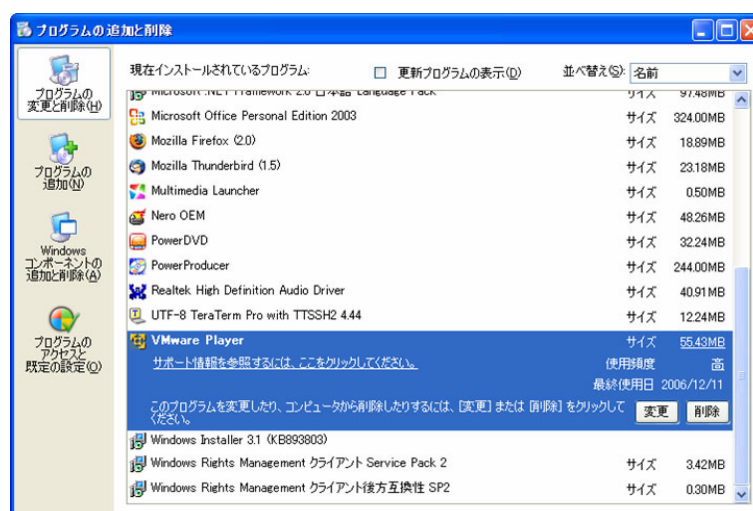 プログラムの追加と削除
現在インストールされているプログラム:
更新プログラムの表示(D)
並べ替え(S):
名前
プログラムの
変更と削除(H)
プログラムの
追加(N)
Windows
コンポーネントの
追加と削除(A)
プログラムの
アクセスと
既定の設定(O)
Microsoft .NET Framework 2.0 日本語 Language Pack サイズ 97.48MB
Microsoft Office Personal Edition 2003 サイズ 324.00MB
Mozilla Firefox (2.0) サイズ 18.89MB
Mozilla Thunderbird (1.5) サイズ 23.18MB
Multimedia Launcher サイズ 0.50MB
Nero OEM サイズ 48.26MB
PowerDVD サイズ 32.24MB
PowerProducer サイズ 244.00MB
Realtek High Definition Audio Driver サイズ 40.91MB
UTF-8 TeraTerm Pro with TTSSH2 4.44 サイズ 12.24MB
VMware Player サイズ 55.43MB
サポート情報を参照するには、ここをクリックしてください。 使用頻度 高
最終使用日 2006/12/11
このプログラムを変更したり、コンピュータから削除したりするには、[変更] または [削除] をクリックして
ください。
変更 削除
Windows Installer 3.1 (KB893803)
Windows Rights Management クライアント Service Pack 2 サイズ 3.42MB
Windows Rights Management クライアント後方互換性 SP2 サイズ 0.30MB